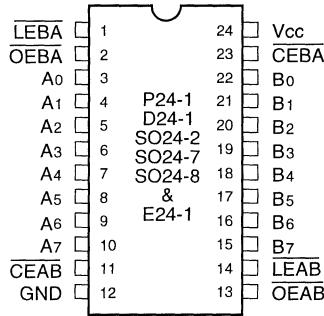 LEBA 1 24 Vcc
OEBA 2 23 CEBA
A0 3 22 B0
A1 4 P24-1 21 B1
A2 5 D24-1 20 B2
A3 6 SO24-2 19 B3
A4 7 SO24-7 18 B4
A5 8 SO24-8 17 B5
A6 9 & 16 B6
A7 10 E24-1 15 B7
CEAB 11 14 LEAB
GND 12 13 OEAB